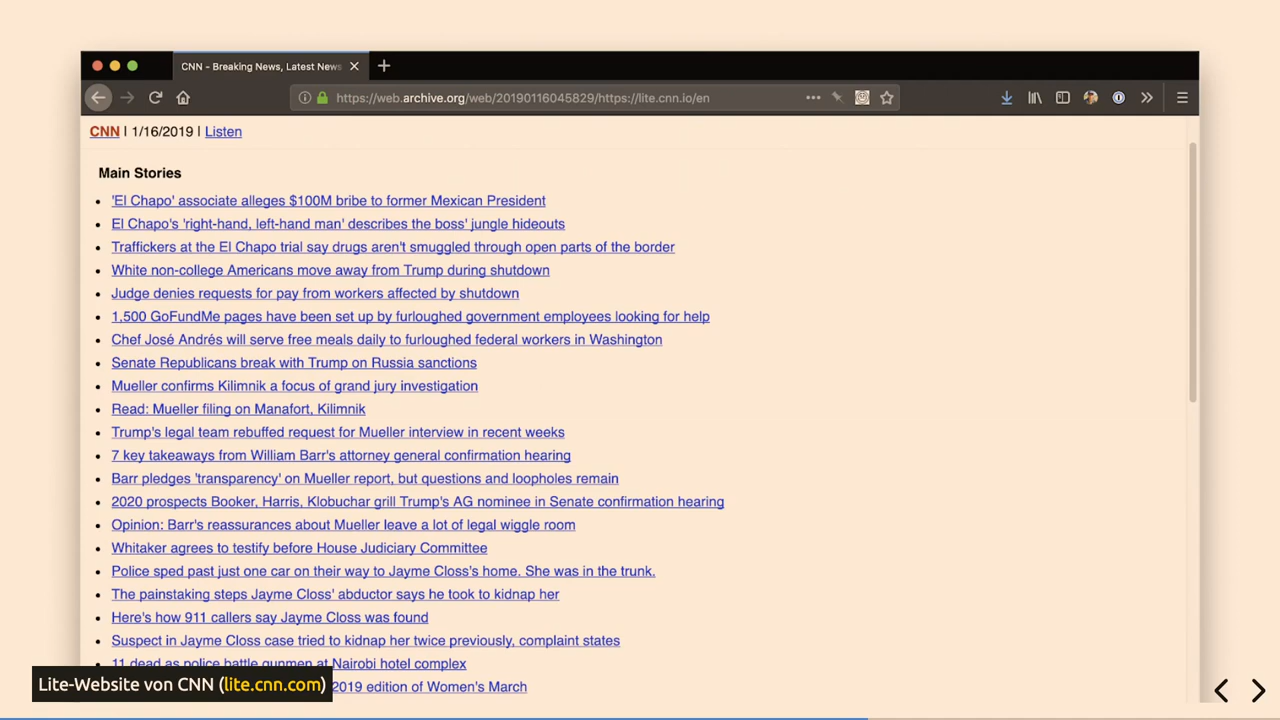 CNN - Breaking News, Latest News
https://web.archive.org/web/20190116045829/https://lite.cnn.io/en
CNN | 1/16/2019 | Listen
Main Stories
'El Chapo' associate alleges $100M bribe to former Mexican President
El Chapo's 'right-hand, left-hand man' describes the boss' jungle hideouts
Traffickers at the El Chapo trial say drugs aren't smuggled through open parts of the border
White non-college Americans move away from Trump during shutdown
Judge denies requests for pay from workers affected by shutdown
1,500 GoFundMe pages have been set up by furloughed government employees looking for help
Chef José Andrés will serve free meals daily to furloughed federal workers in Washington
Senate Republicans break with Trump on Russia sanctions
Mueller confirms Kilimnik a focus of grand jury investigation
Read: Mueller filing on Manafort, Kilimnik
Trump's legal team rebuffed request for Mueller interview in recent weeks
7 key takeaways from William Barr's attorney general confirmation hearing
Barr pledges 'transparency' on Mueller report, but questions and loopholes remain
2020 prospects Booker, Harris, Klobuchar grill Trump's AG nominee in Senate confirmation hearing
Opinion: Barr's reassurances about Mueller leave a lot of legal wiggle room
Whitaker agrees to testify before House Judiciary Committee
Police sped past just one car on their way to Jayme Closs's home. She was in the trunk.
The painstaking steps Jayme Closs' abductor says he took to kidnap her
Here's how 911 callers say Jayme Closs was found
Suspect in Jayme Closs case tried to kidnap her twice previously, complaint states
11 dead as police battle gunmen at Nairobi hotel complex
2019 edition of Women's March
Lite-Website von CNN (lite.cnn.com)